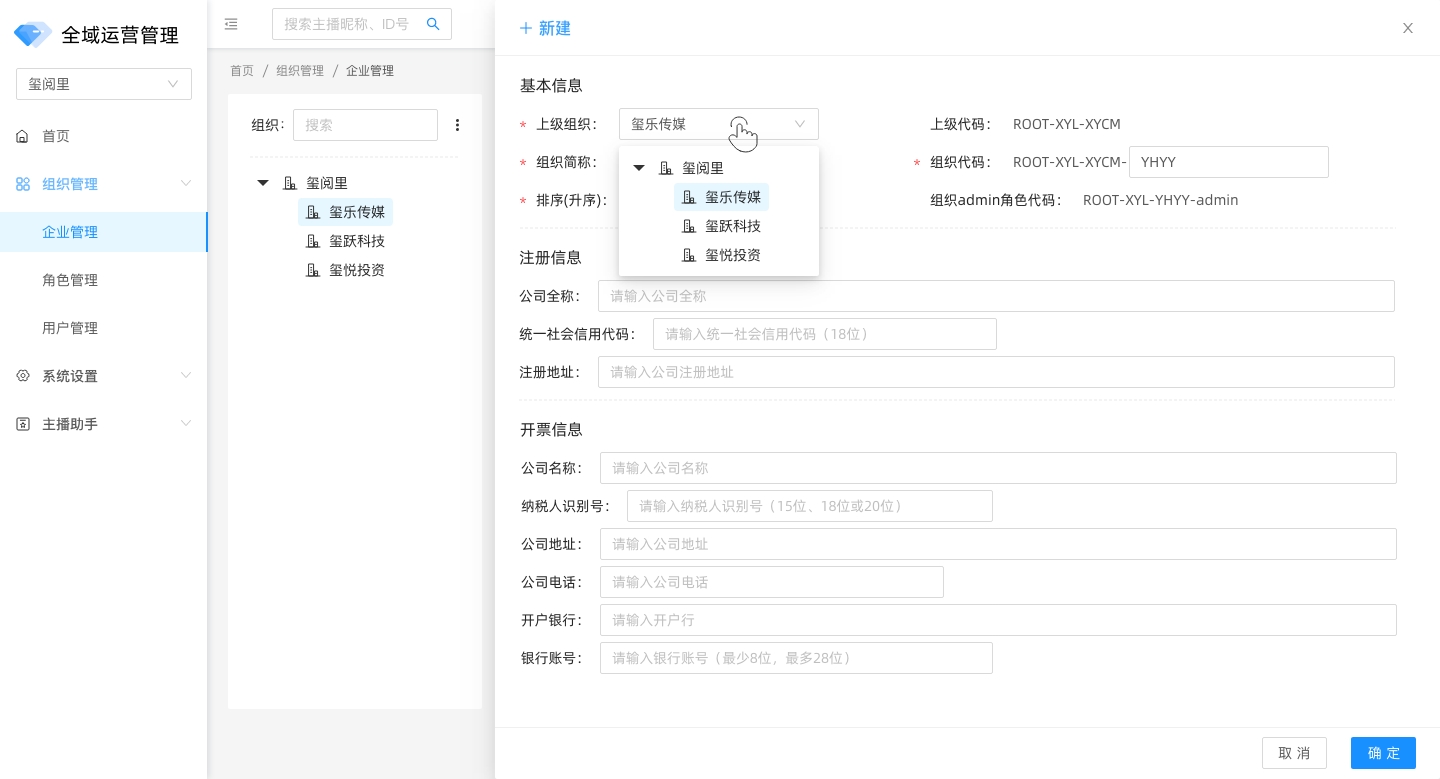 全域运营管理
玺阅里
首页
组织管理
企业管理
角色管理
用户管理
系统设置
主播助手
搜索主播昵称、ID号
首页 / 组织管理 / 企业管理
组织: 搜索
玺阅里
玺乐传媒
玺跃科技
玺悦投资
+ 新建
X
基本信息
* 上级组织: 玺乐传媒
上级代码: ROOT-XYL-XYCM
* 组织简称:
* 组织代码: ROOT-XYL-XYCM- YHYY
* 排序(升序):
组织admin角色代码: ROOT-XYL-YHYY-admin
玺阅里
玺乐传媒
玺跃科技
玺悦投资
注册信息
公司全称: 请输入公司全称
统一社会信用代码: 请输入统一社会信用代码（18位）
注册地址: 请输入公司注册地址
开票信息
公司名称: 请输入公司名称
纳税人识别号: 请输入纳税人识别号（15位、18位或20位）
公司地址: 请输入公司地址
公司电话: 请输入公司电话
开户银行: 请输入开户行
银行账号: 请输入银行账号（最少8位，最多28位）
取 消
确 定